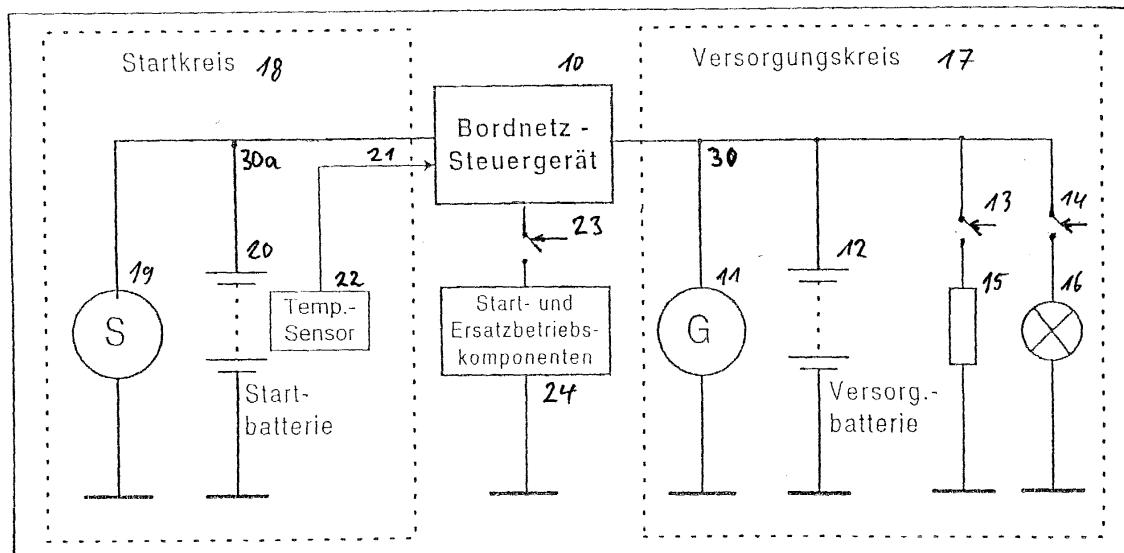 Startkreis 18
10
Versorgungskreis 17
Bordnetz -
Steuergerät
30a
21
30
23
13
14
20
12
19
22
11
15
16
S
Temp.-
Sensor
Start- und
Ersatzbetriebs-
komponenten
G
24
Start-
batterie
Versorg.-
batterie